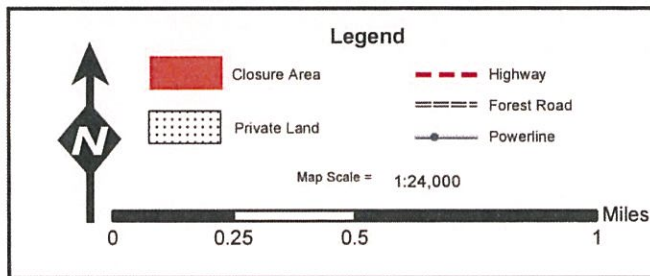 Legend
N
Closure Area
Private Land
Highway
Forest Road
Powerline
Map Scale = 1:24,000
Miles
0 0.25 0.5 1